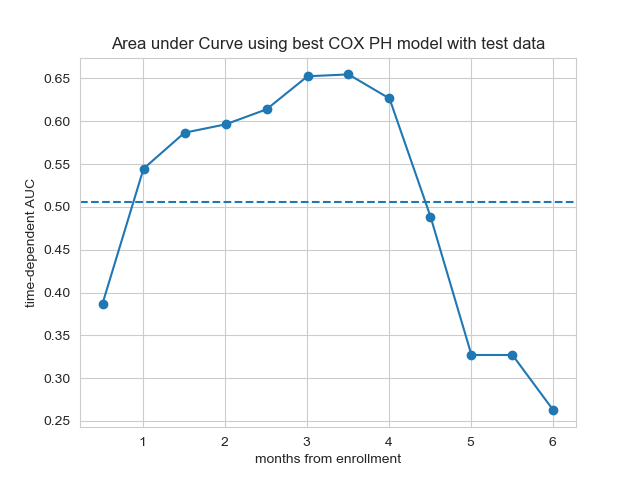 Area under Curve using best COX PH model with test data
time-dependent AUC
0.65
0.60
0.55
0.50
0.45
0.40
0.35
0.30
0.25
1 2 3 4 5 6
months from enrollment